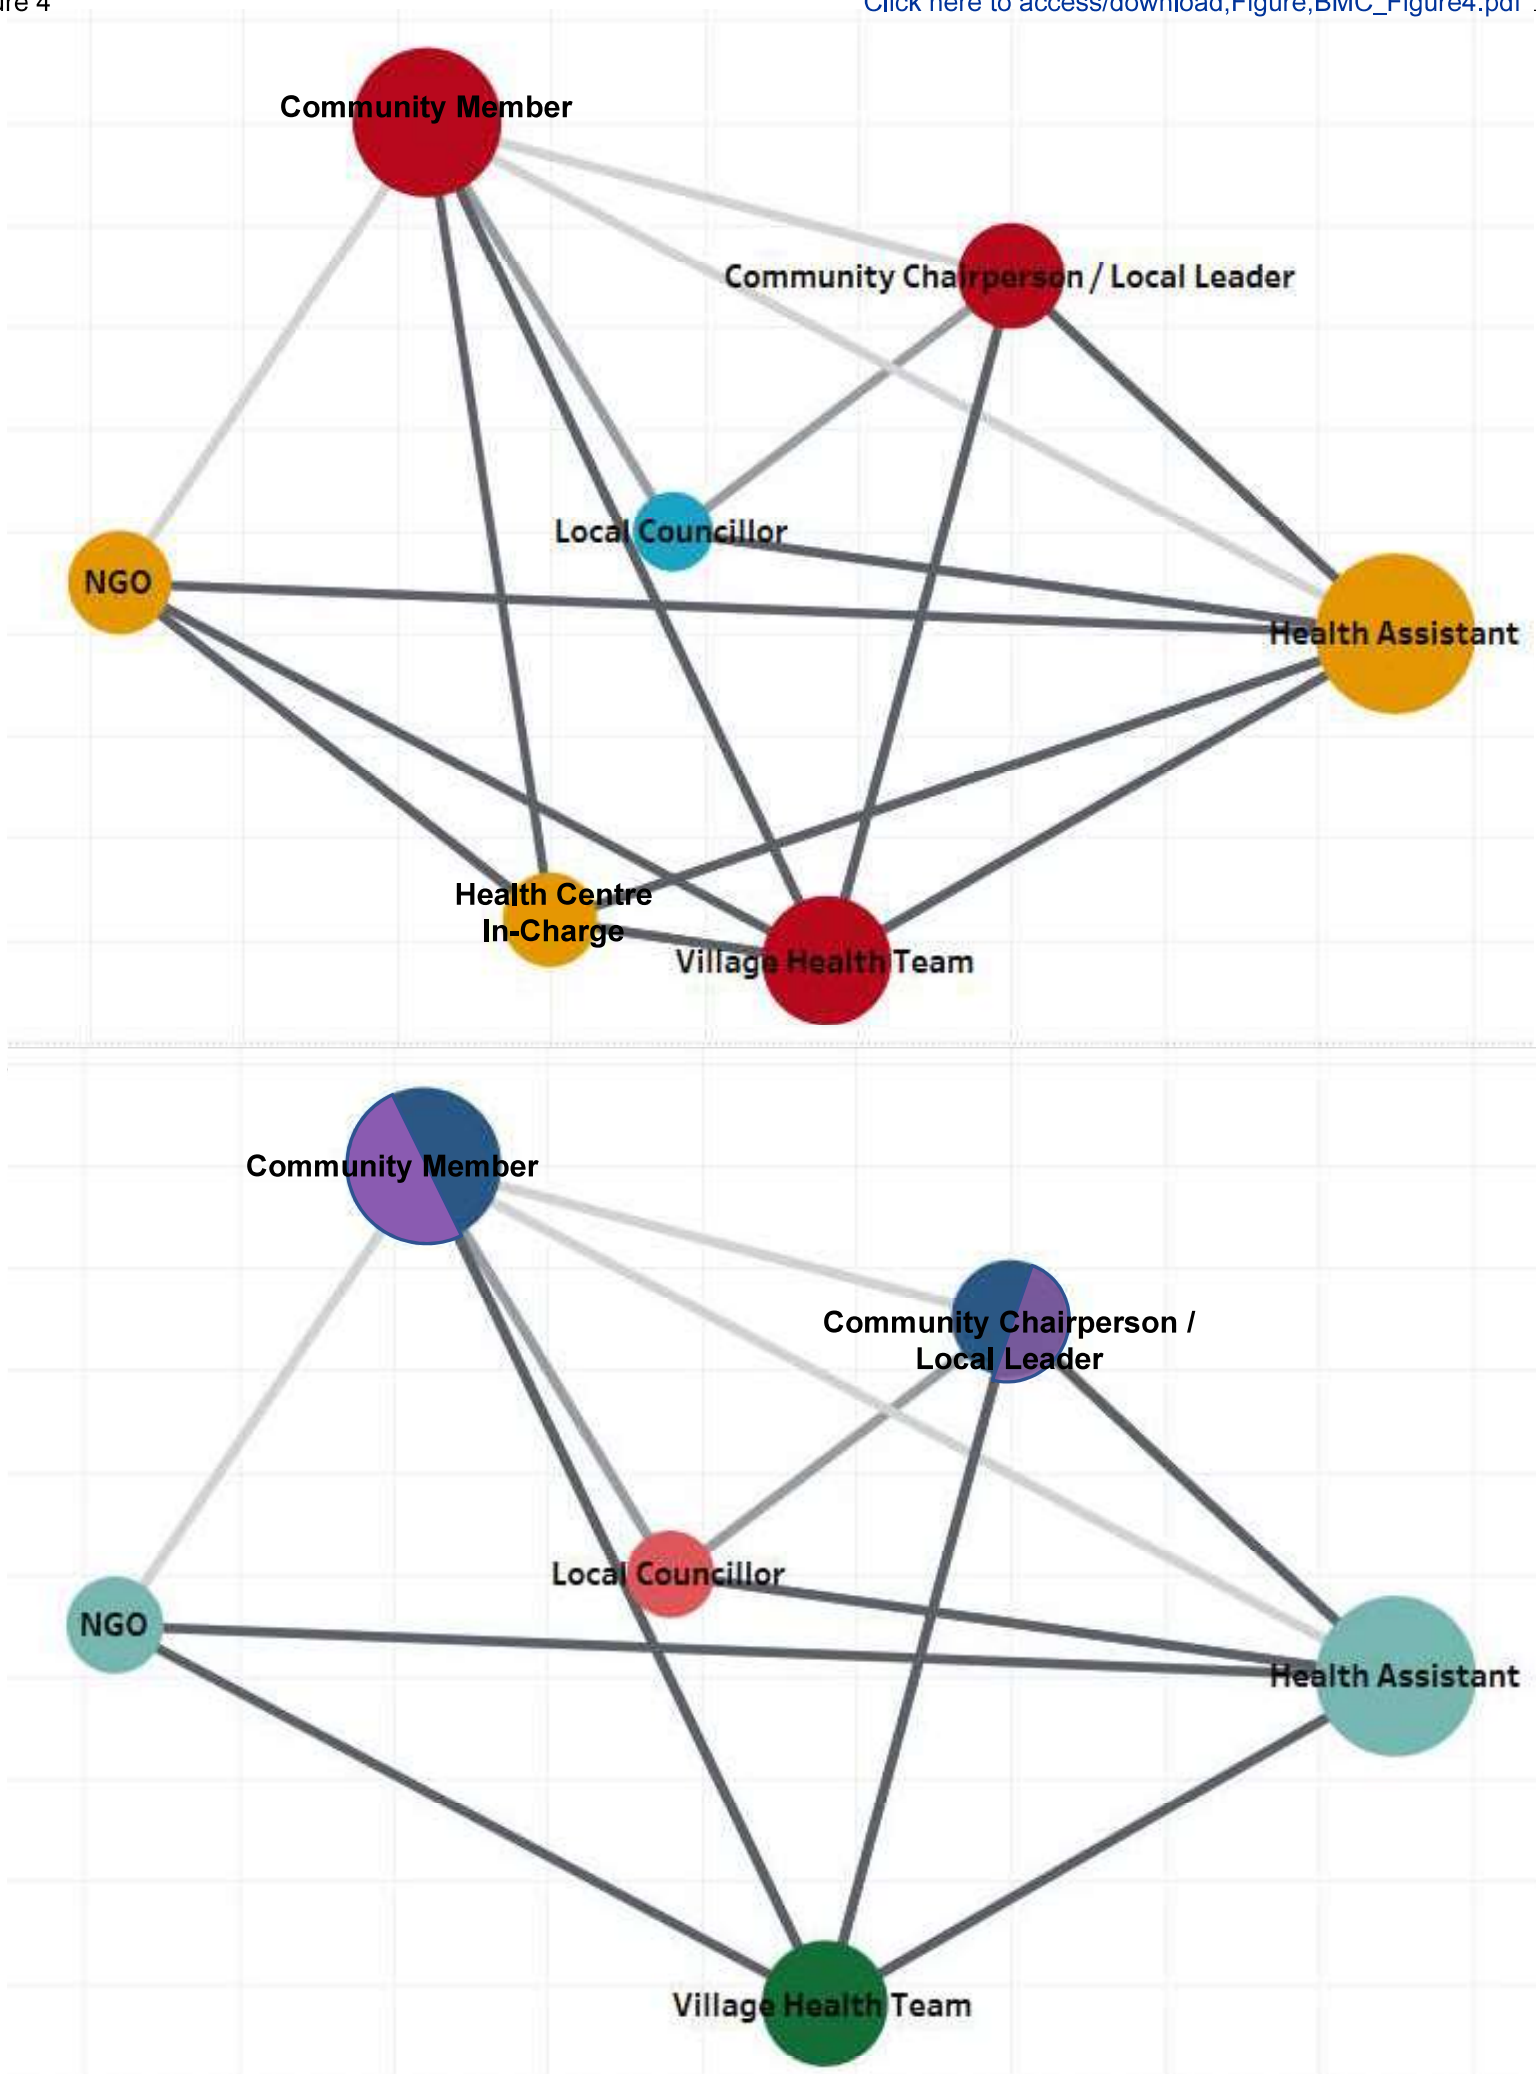 ure 4
Click here to access/download;Figure;BMC_Figure4.pdf
Community Member
Community Chairperson / Local Leader
Local Councillor
NGO
Health Assistant
Health Centre
In-Charge
Village Health Team
Community Member
Community Chairperson /
Local Leader
Local Councillor
NGO
Health Assistant
Village Health Team